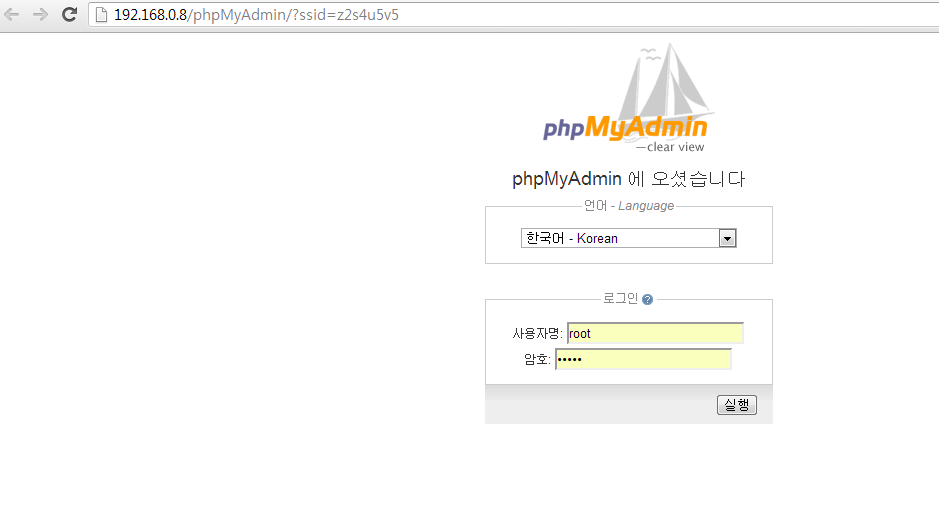 192.168.0.8/phpMyAdmin/?ssid=z2s4u5v5
phpMyAdmin
—clear view
phpMyAdmin 에 오셨습니다
언어 - Language
한국어 - Korean
로그인 ?
사용자명: root
암호: •••••
실행